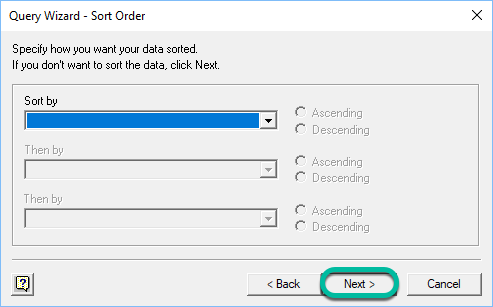 Query Wizard - Sort Order
Specify how you want your data sorted.
If you don't want to sort the data, click Next.
Sort by
Ascending
Descending
Then by
Ascending
Descending
Then by
Ascending
Descending
?
< Back
Next >
Cancel